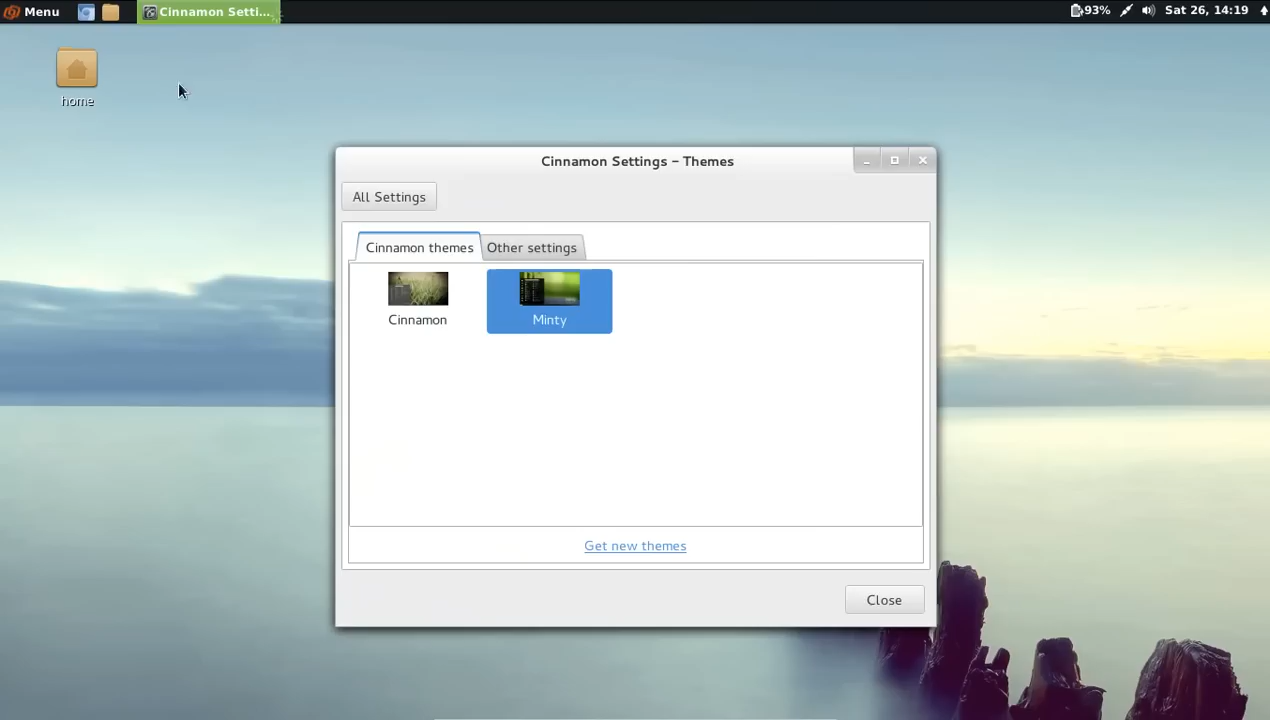 Menu
Cinnamon Setti...
93%
Sat 26, 14:19
home
Cinnamon Settings - Themes
All Settings
Cinnamon themes
Other settings
Cinnamon
Minty
Get new themes
Close